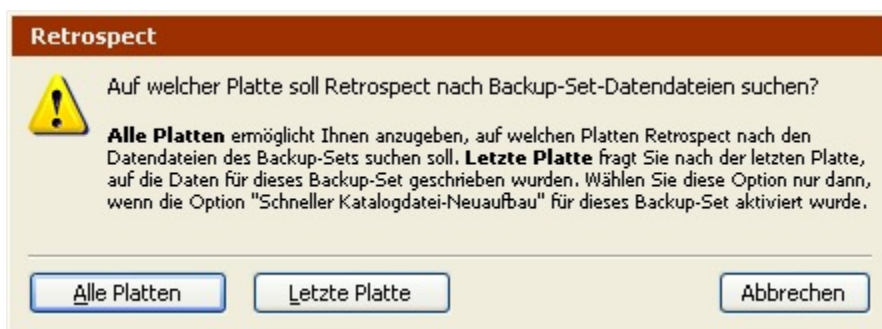 Retrospect
Auf welcher Platte soll Retrospect nach Backup-Set-Datendateien suchen?
Alle Platten ermöglicht Ihnen anzugeben, auf welchen Platten Retrospect nach den
Datendateien des Backup-Sets suchen soll. Letzte Platte fragt Sie nach der letzten Platte,
auf die Daten für dieses Backup-Set geschrieben wurden. Wählen Sie diese Option nur dann,
wenn die Option "Schneller Katalogdatei-Neuaufbau" für dieses Backup-Set aktiviert wurde.
Alle Platten
Letzte Platte
Abbrechen